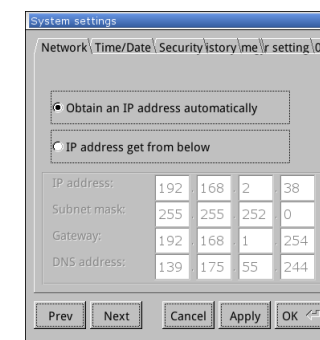 System settings
Network Time/Date Security istory me r setting
Obtain an IP address automatically
IP address get from below
IP address: 192 . 168 . 2 . 38
Subnet mask: 255 . 255 . 252 . 0
Gateway: 192 . 168 . 1 . 254
DNS address: 139 . 175 . 55 . 244
Prev Next Cancel Apply OK